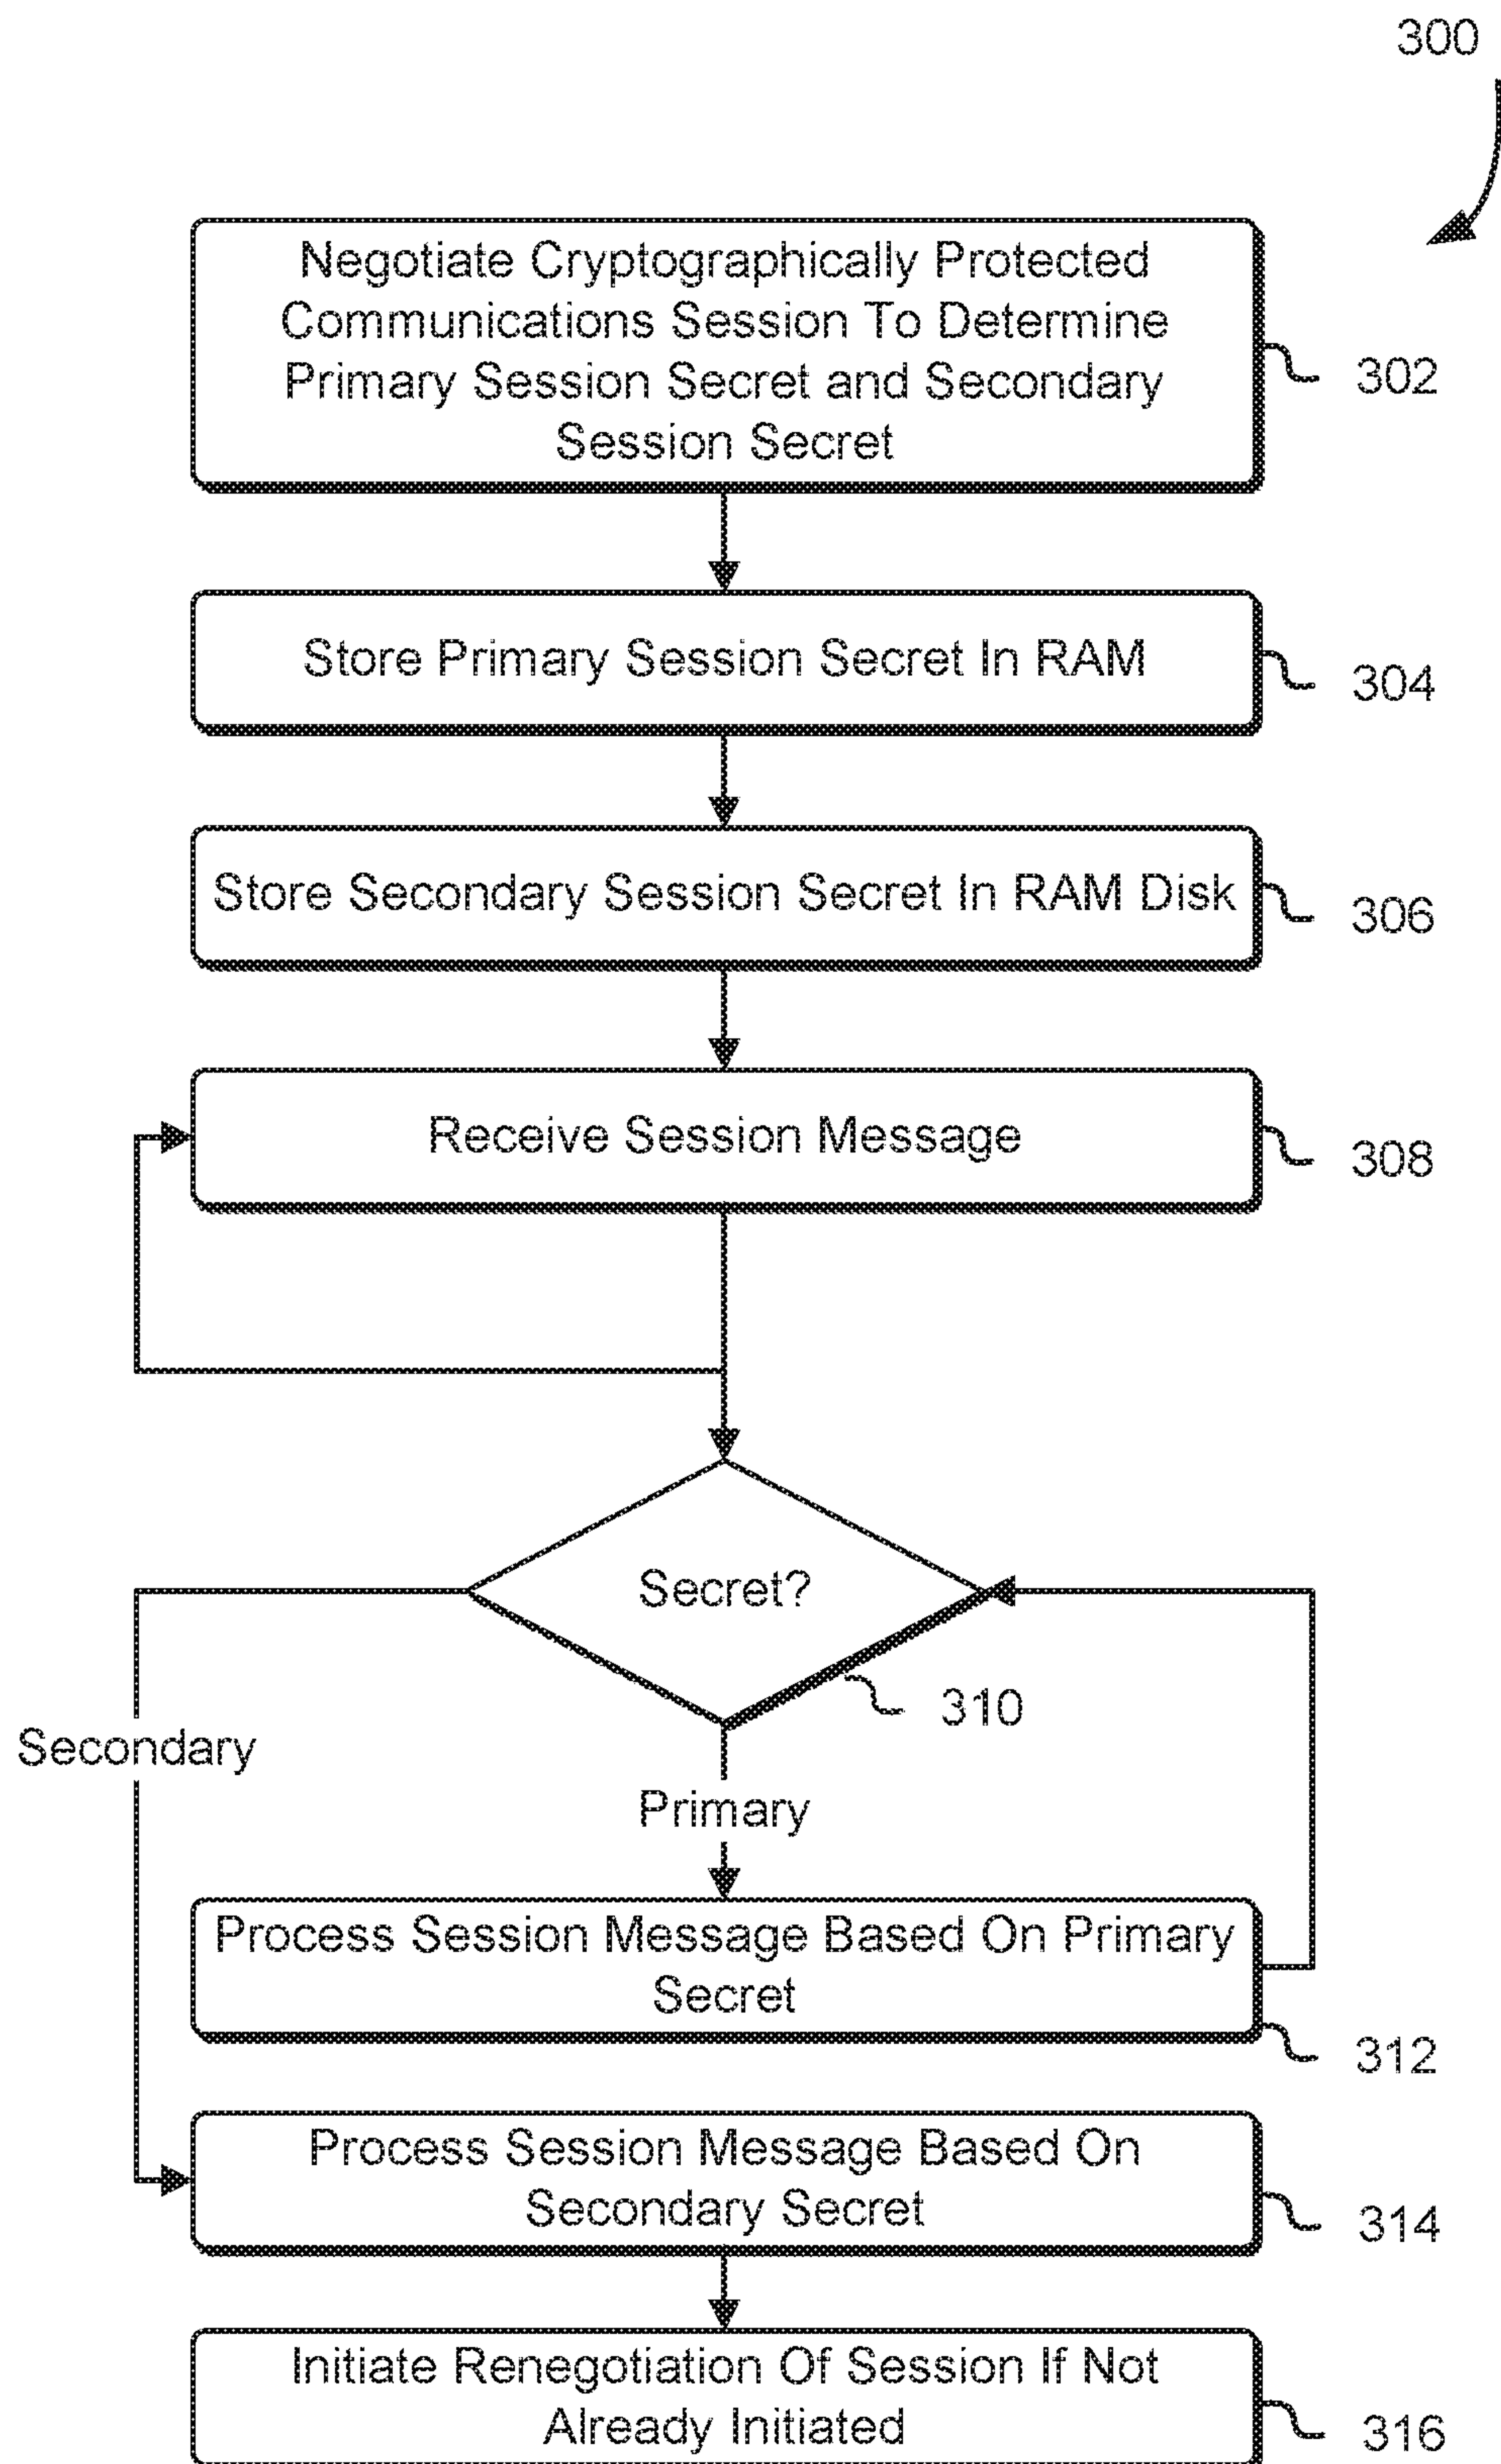 300
Negotiate Cryptographically Protected
Communications Session To Determine
Primary Session Secret and Secondary
Session Secret
302
Store Primary Session Secret In RAM
304
Store Secondary Session Secret In RAM Disk
306
Receive Session Message
308
Secret?
310
Secondary
Primary
Process Session Message Based On Primary
Secret
312
Process Session Message Based On
Secondary Secret
314
Initiate Renegotiation Of Session If Not
Already Initiated
316